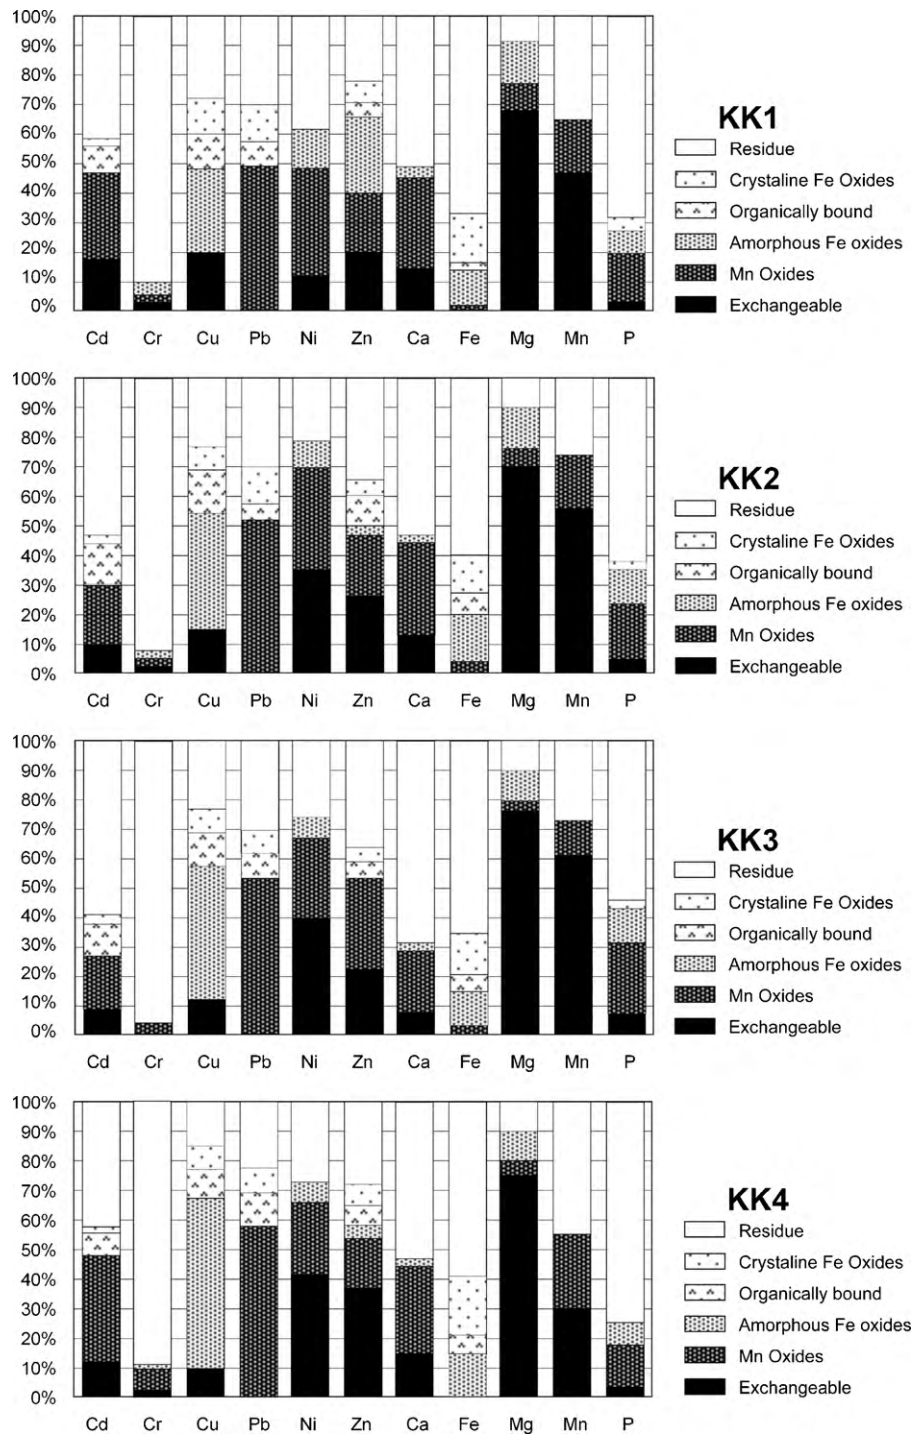 100%
90%
80%
70%
60%
50%
40%
30%
20%
10%
0%
Cd Cr Cu Pb Ni Zn Ca Fe Mg Mn P
KK1
Residue
Crystaline Fe Oxides
Organically bound
Amorphous Fe oxides
Mn Oxides
Exchangeable
100%
90%
80%
70%
60%
50%
40%
30%
20%
10%
0%
Cd Cr Cu Pb Ni Zn Ca Fe Mg Mn P
KK2
Residue
Crystaline Fe Oxides
Organically bound
Amorphous Fe oxides
Mn Oxides
Exchangeable
100%
90%
80%
70%
60%
50%
40%
30%
20%
10%
0%
Cd Cr Cu Pb Ni Zn Ca Fe Mg Mn P
KK3
Residue
Crystaline Fe Oxides
Organically bound
Amorphous Fe oxides
Mn Oxides
Exchangeable
100%
90%
80%
70%
60%
50%
40%
30%
20%
10%
0%
Cd Cr Cu Pb Ni Zn Ca Fe Mg Mn P
KK4
Residue
Crystaline Fe Oxides
Organically bound
Amorphous Fe oxides
Mn Oxides
Exchangeable